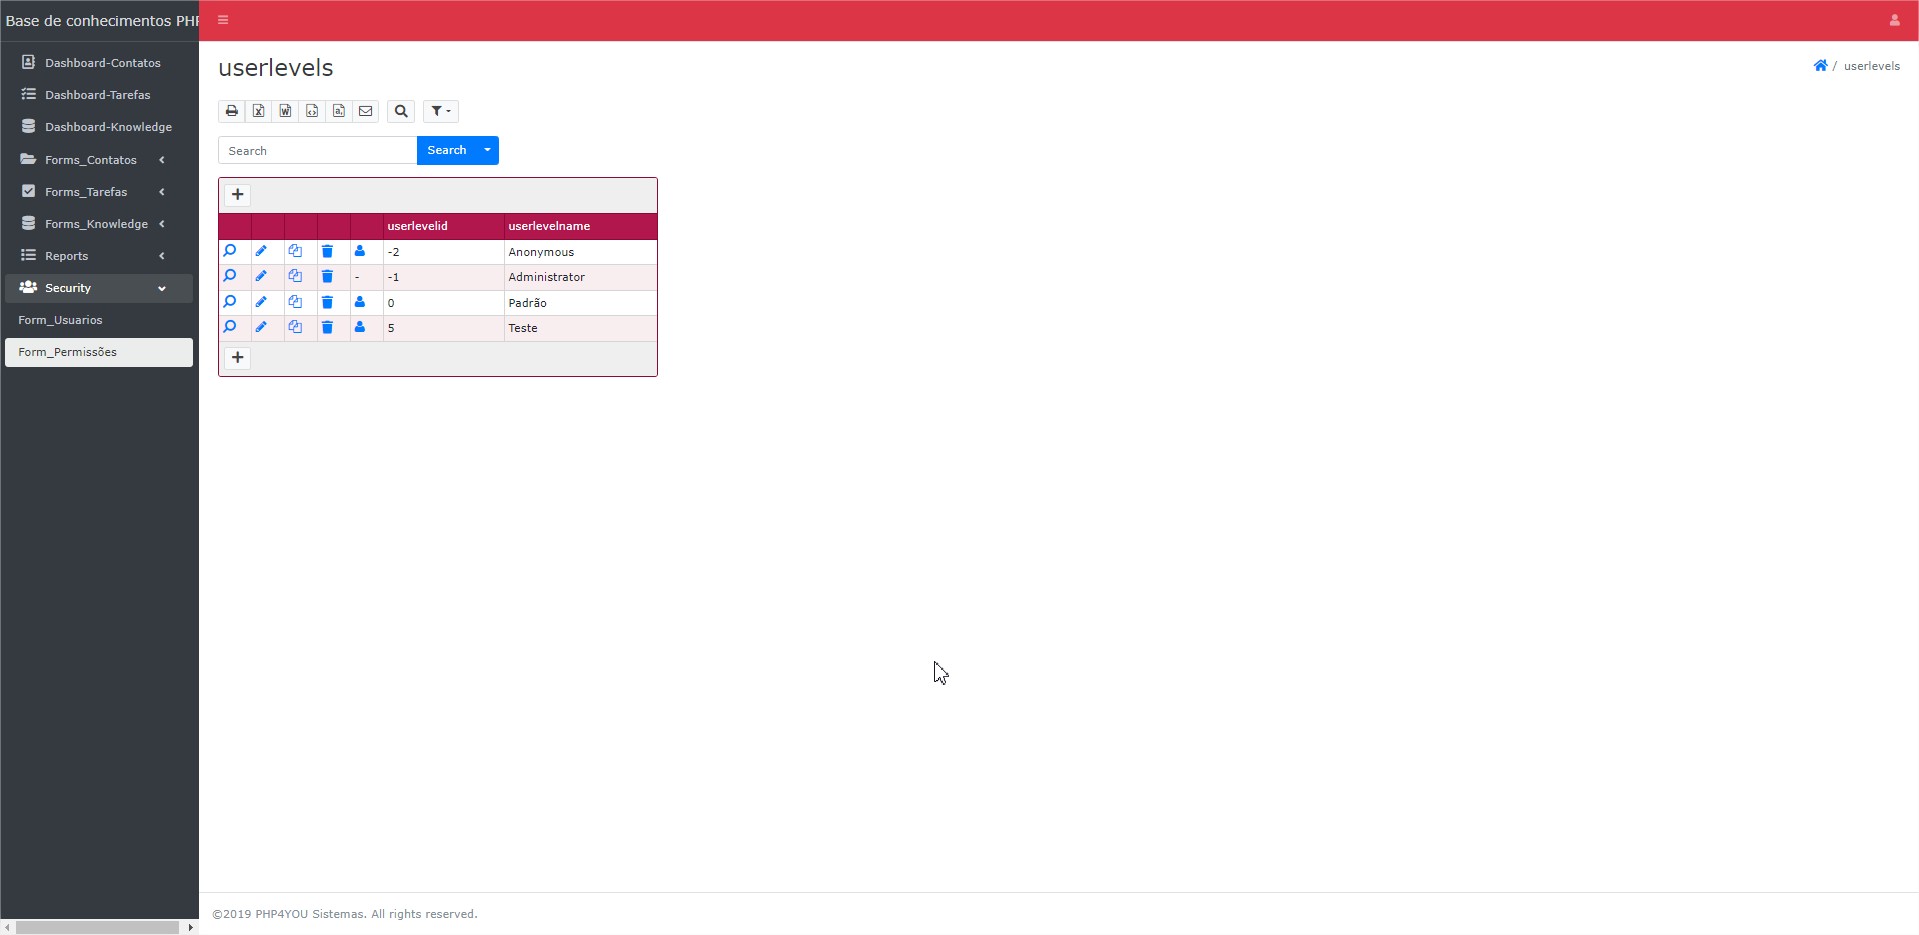 Base de conhecimentos PHP
Dashboard-Contatos
Dashboard-Tarefas
Dashboard-Knowledge
Forms_Contatos
Forms_Tarefas
Forms_Knowledge
Reports
Security
Form_Usuarios
Form_Permissões
userlevels
/ userlevels
Search
Search
userlevelid userlevelname
-2 Anonymous
- -1 Administrator
0 Padrão
5 Teste
©2019 PHP4YOU Sistemas. All rights reserved.